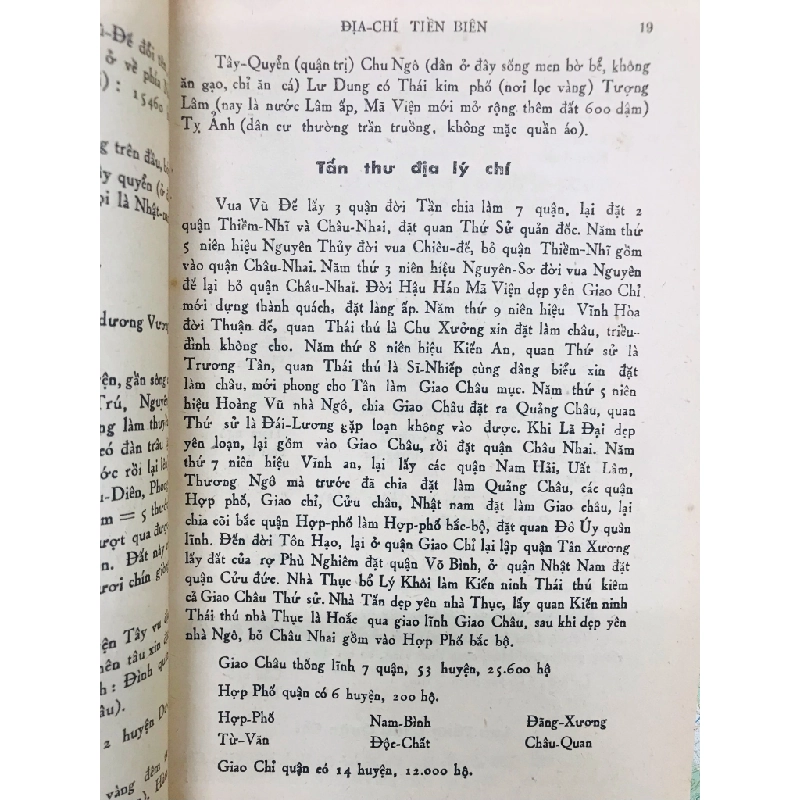 ĐỊA-CHÍ TIỀN BIÊN 19
Tây-Quyển (quận trị) Chu Ngô (dân ở đây sống men bờ bể, không
ăn gạo, chỉ ăn cá) Lư Dung có Thái kim phố (nơi lọc vàng) Tượng
Lâm (nay là nước Lâm ấp, Mã Viện mới mở rộng thêm đất 600 dặm)
Tỵ Ảnh (dân cư thường trần truồng, không mặc quần áo).
Tấn thư địa lý chí
Vua Vũ Đế lấy 3 quận đời Tần chia làm 7 quận, lại đặt 2
quận Thiềm-Nhĩ và Châu-Nhai, đặt quan Thứ Sử quản đốc. Năm thứ
5 niên hiệu Nguyên Thủy đời vua Chiêu-đế, bỏ quận Thiềm-Nhĩ gồm
vào quận Châu-Nhai. Năm thứ 3 niên hiệu Nguyên-Sơ đời vua Nguyên
đế lại bỏ quận Châu-Nhai. Đời Hậu Hán Mã Viện dẹp yên Giao Chỉ
mới dựng thành quách, đặt làng ấp. Năm thứ 9 niên hiệu Vĩnh Hòa
đời Thuận đế, quan Thái thú là Chu Xưởng xin đặt làm châu, triều-
đình không cho. Năm thứ 8 niên hiệu Kiến An, quan Thứ sử là
Trương Tân, quan Thái thú là Sĩ-Nhiếp cùng dâng biểu xin đặt
làm châu, mới phong cho Tân làm Giao Châu mục. Năm thứ 5 niên
hiệu Hoàng Vũ nhà Ngô, chia Giao Châu đặt ra Quảng Châu, quan
Thứ sử là Đái-Lương gặp loạn không vào được. Khi Lã Đại dẹp
yên loạn, lại gồm vào Giao Châu, rồi đặt quận Châu Nhai. Năm
thứ 7 niên hiệu Vĩnh an, lại lấy các quận Nam Hải, Uất Lâm,
Thương Ngô mà trước đã chia đặt làm Quảng Châu, các quận
Hợp phố, Giao chỉ, Cửu chân, Nhật nam đặt làm Giao châu, lại
chia cõi bắc quận Hợp-phố làm Hợp-phố bắc-bộ, đặt quan Đô Úy quản
lĩnh. Đến đời Tôn Hạo, lại ở quận Giao Chỉ lại lập quận Tân Xương
lấy đất của rợ Phù Nghiêm đặt quận Võ Bình, ở quận Nhật Nam đặt
quận Cửu đức. Nhà Thục bổ Lý Khôi làm Kiến ninh Thái thú kiêm
cả Giao Châu Thứ sử. Nhà Tấn dẹp yên nhà Thục, lấy quan Kiến ninh
Thái thú nhà Thục là Hoắc qua giao lĩnh Giao Châu, sau khi dẹp yên
nhà Ngô, bỏ Châu Nhai gồm vào Hợp Phố bắc bộ.
Giao Châu thống lĩnh 7 quận, 53 huyện, 25.600 hộ
Hợp Phố quận có 6 huyện, 200 hộ.
Hợp-Phố Nam-Bình Đãng-Xương
Từ-Văn Độc-Chất Châu-Quan
Giao Chỉ quận có 14 huyện, 12.000 hộ.